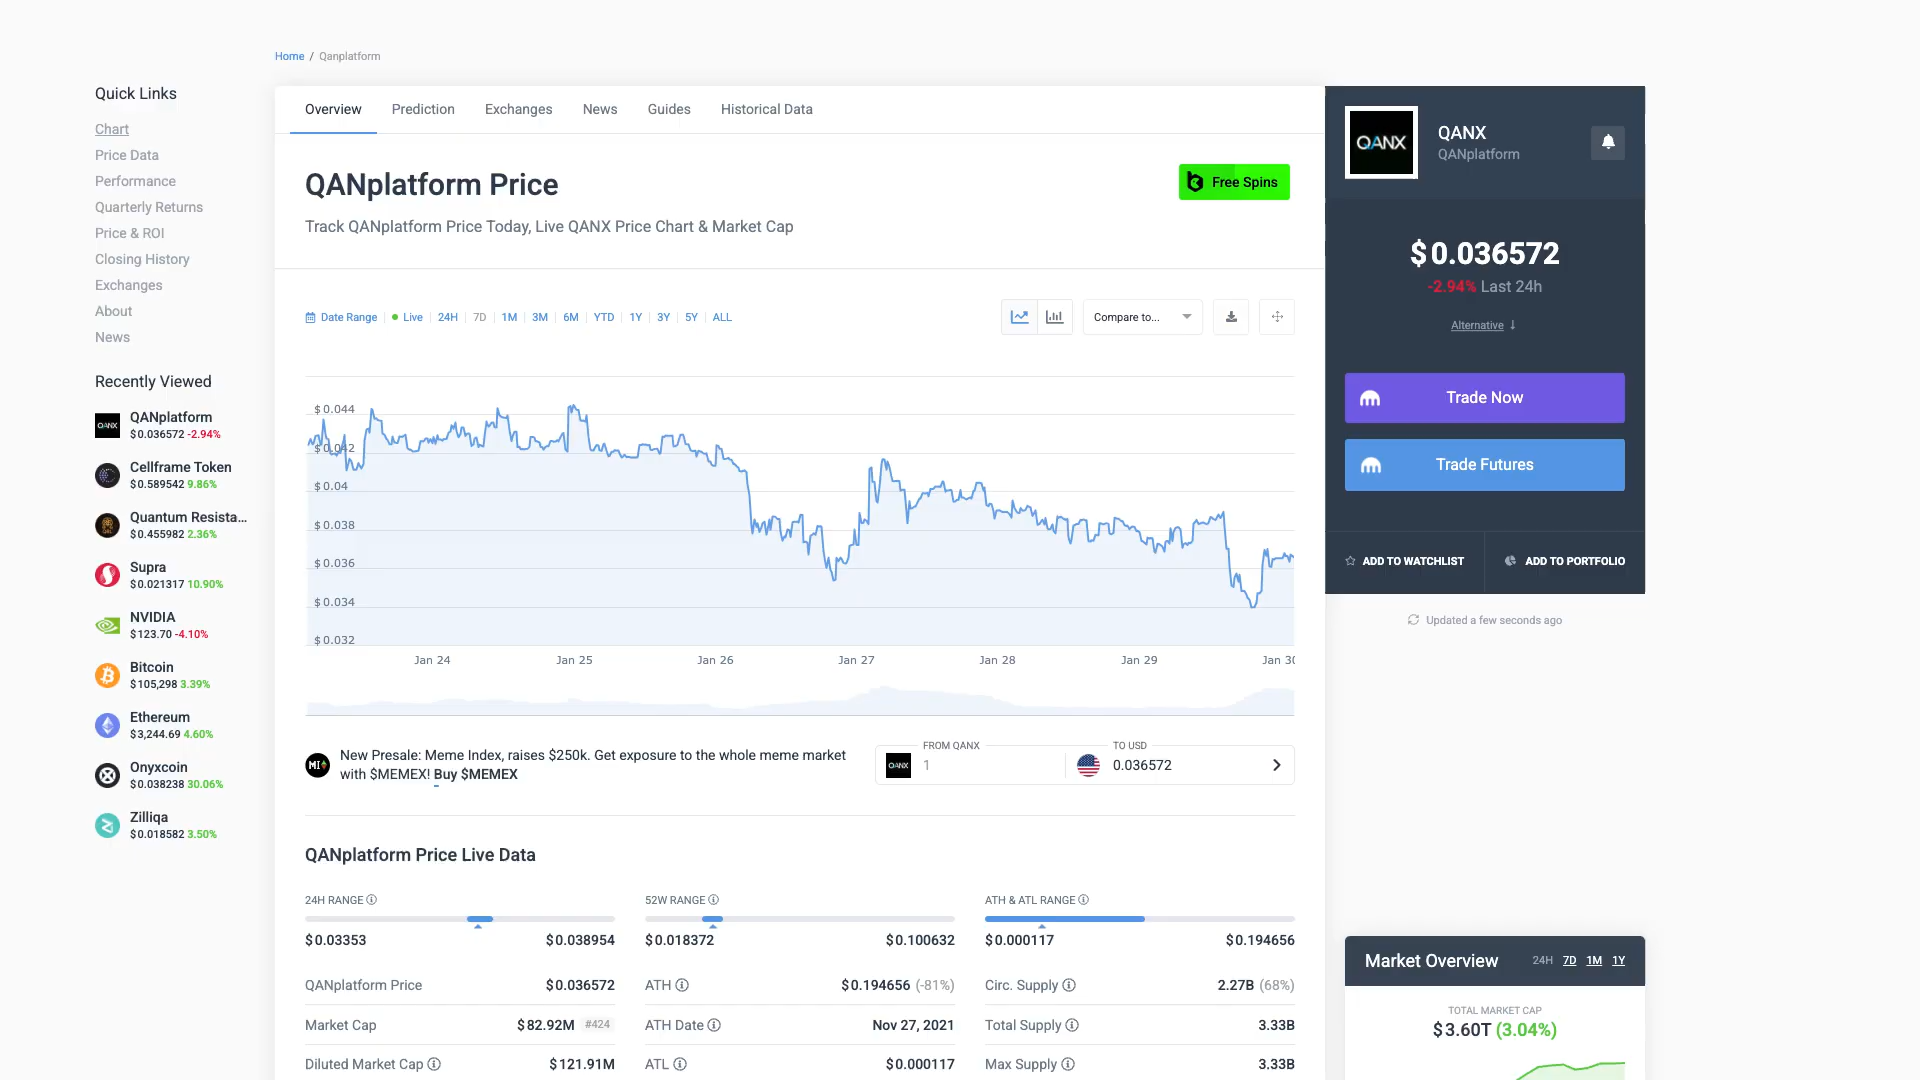 Home / Qanplatform
Quick Links
Chart
Price Data
Performance
Quarterly Returns
Price & ROI
Closing History
Exchanges
About
News
Recently Viewed
QANX
QANplatform
$0.036572 -2.94%
Cellframe Token
$0.589542 9.86%
Quantum Resista...
$0.455982 2.36%
Supra
$0.021317 10.90%
NVIDIA
$123.70 -4.10%
Bitcoin
$105,298 3.39%
Ethereum
$3,244.69 4.60%
Onyxcoin
$0.038238 30.06%
Zilliqa
$0.018582 3.50%
Overview Prediction Exchanges News Guides Historical Data
QANplatform Price
Free Spins
Track QANplatform Price Today, Live QANX Price Chart & Market Cap
Date Range Live 24H 7D 1M 3M 6M YTD 1Y 3Y 5Y ALL
Compare to...
$0.044
$0.042
$0.04
$0.038
$0.036
$0.034
$0.032
Jan 24 Jan 25 Jan 26 Jan 27 Jan 28 Jan 29 Jan 30
MI
New Presale: Meme Index, raises $250k. Get exposure to the whole meme market
with $MEMEX! Buy $MEMEX
FROM QANX TO USD
QANX 1 0.036572
QANplatform Price Live Data
24H RANGE
$0.03353 $0.038954
52W RANGE
$0.018372 $0.100632
ATH & ATL RANGE
$0.000117 $0.194656
QANplatform Price $0.036572
Market Cap $82.92M #424
Diluted Market Cap $121.91M
ATH $0.194656 (-81%)
ATH Date Nov 27, 2021
ATL $0.000117
Circ. Supply 2.27B (68%)
Total Supply 3.33B
Max Supply 3.33B
QANX
QANX
QANplatform
$0.036572
-2.94% Last 24h
Alternative
Trade Now
Trade Futures
ADD TO WATCHLIST ADD TO PORTFOLIO
Updated a few seconds ago
Market Overview 24H 7D 1M 1Y
TOTAL MARKET CAP
$3.60T (3.04%)